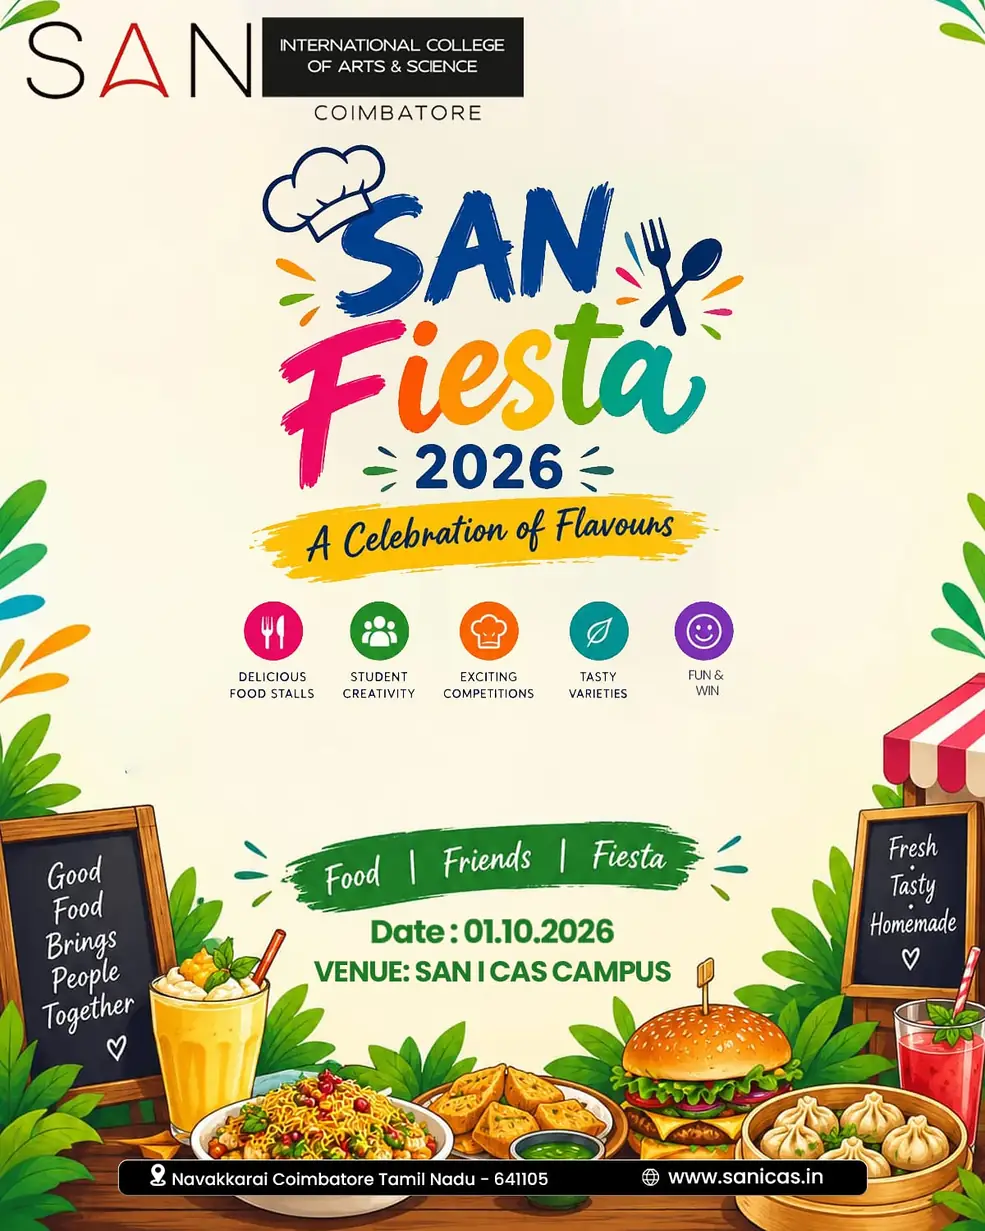 SAN
INTERNATIONAL COLLEGE
OF ARTS & SCIENCE
COIMBATORE
SAN
Fiesta
2026
A Celebration of Flavours
DELICIOUS
FOOD STALLS
STUDENT
CREATIVITY
EXCITING
COMPETITIONS
TASTY
VARIETIES
FUN &
WIN
Good
Food
Brings
People
Together
Fresh
Tasty
Homemade
Food | Friends | Fiesta
Date : 01.10.2026
VENUE: SAN I CAS CAMPUS
Navakkarai Coimbatore Tamil Nadu - 641105
www.sanicas.in